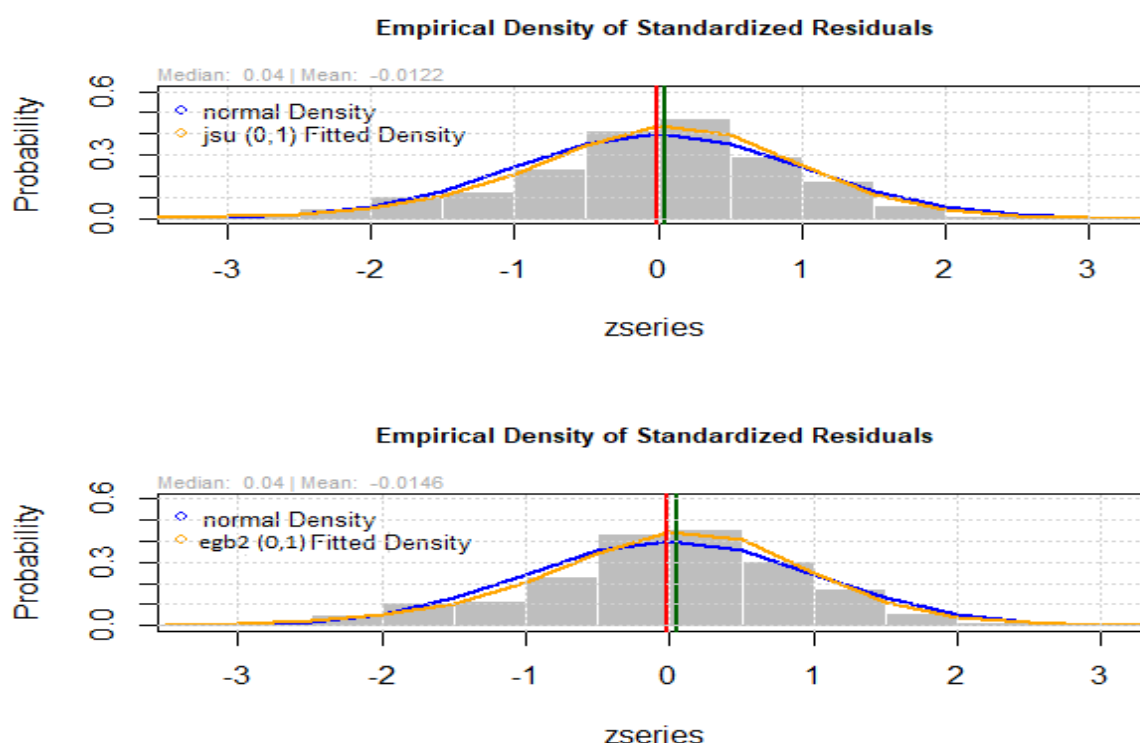 Empirical Density of Standardized Residuals
Median: 0.04 | Mean: -0.0122
normal Density
jsu (0,1) Fitted Density
Probability
0.0 0.3 0.6
-3 -2 -1 0 1 2 3
zseries
Empirical Density of Standardized Residuals
Median: 0.04 | Mean: -0.0146
normal Density
egb2 (0,1) Fitted Density
Probability
0.0 0.3 0.6
-3 -2 -1 0 1 2 3
zseries